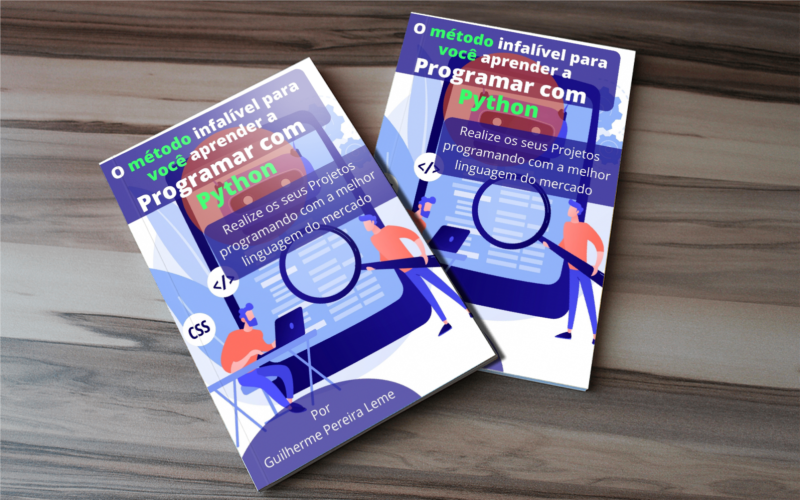 O método infalível para
você aprender a
Programar com
Python
Realize os seus Projetos
programando com a melhor
linguagem do mercado
</>
CSS
Por
Guilherme Pereira Leme
O método infalível para
você aprender a
Programar com
Python
Realize os seus Projetos
programando com a melhor
linguagem do mercado
</>